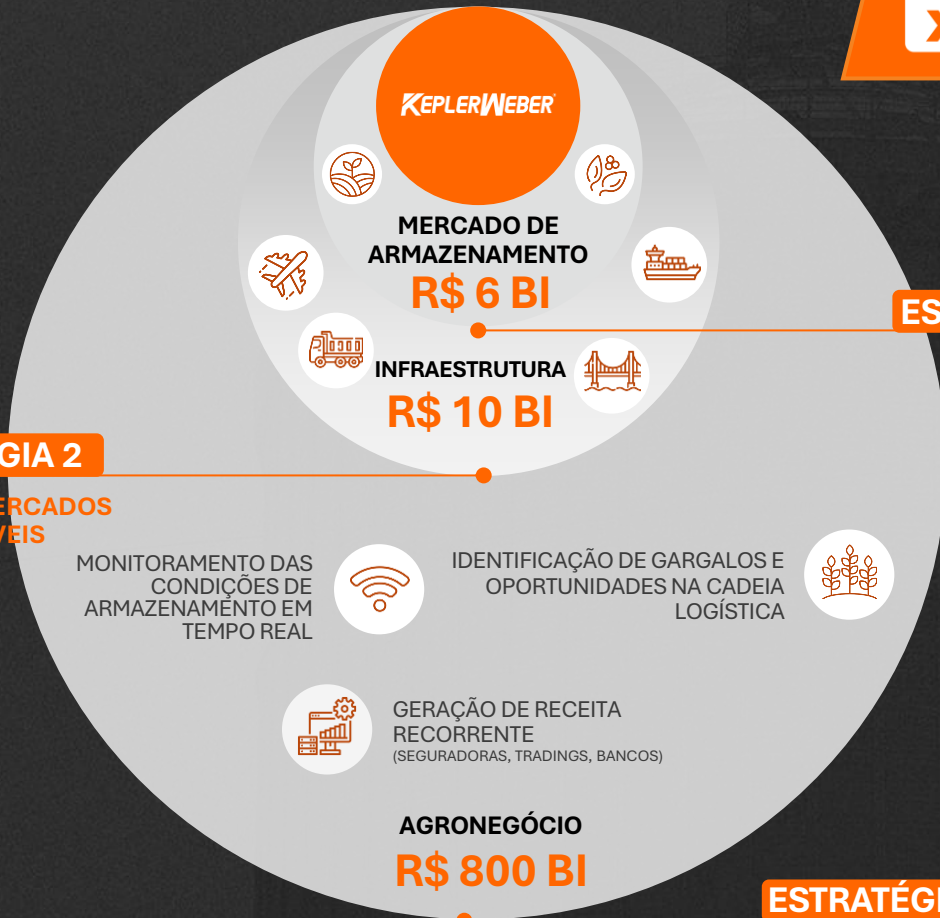 KEPLERWEBER
MERCADO DE
ARMAZENAMENTO
R$ 6 BI
ES
INFRAESTRUTURA
R$ 10 BI
GIA 2
ERCADOS
VEIS
MONITORAMENTO DAS
CONDIÇÕES DE
ARMAZENAMENTO EM
TEMPO REAL
IDENTIFICAÇÃO DE GARGALOS E
OPORTUNIDADES NA CADEIA
LOGÍSTICA
GERAÇÃO DE RECEITA
RECORRENTE
(SEGURADORAS, TRADINGS, BANCOS)
AGRONEGÓCIO
R$ 800 BI
ESTRATÉG